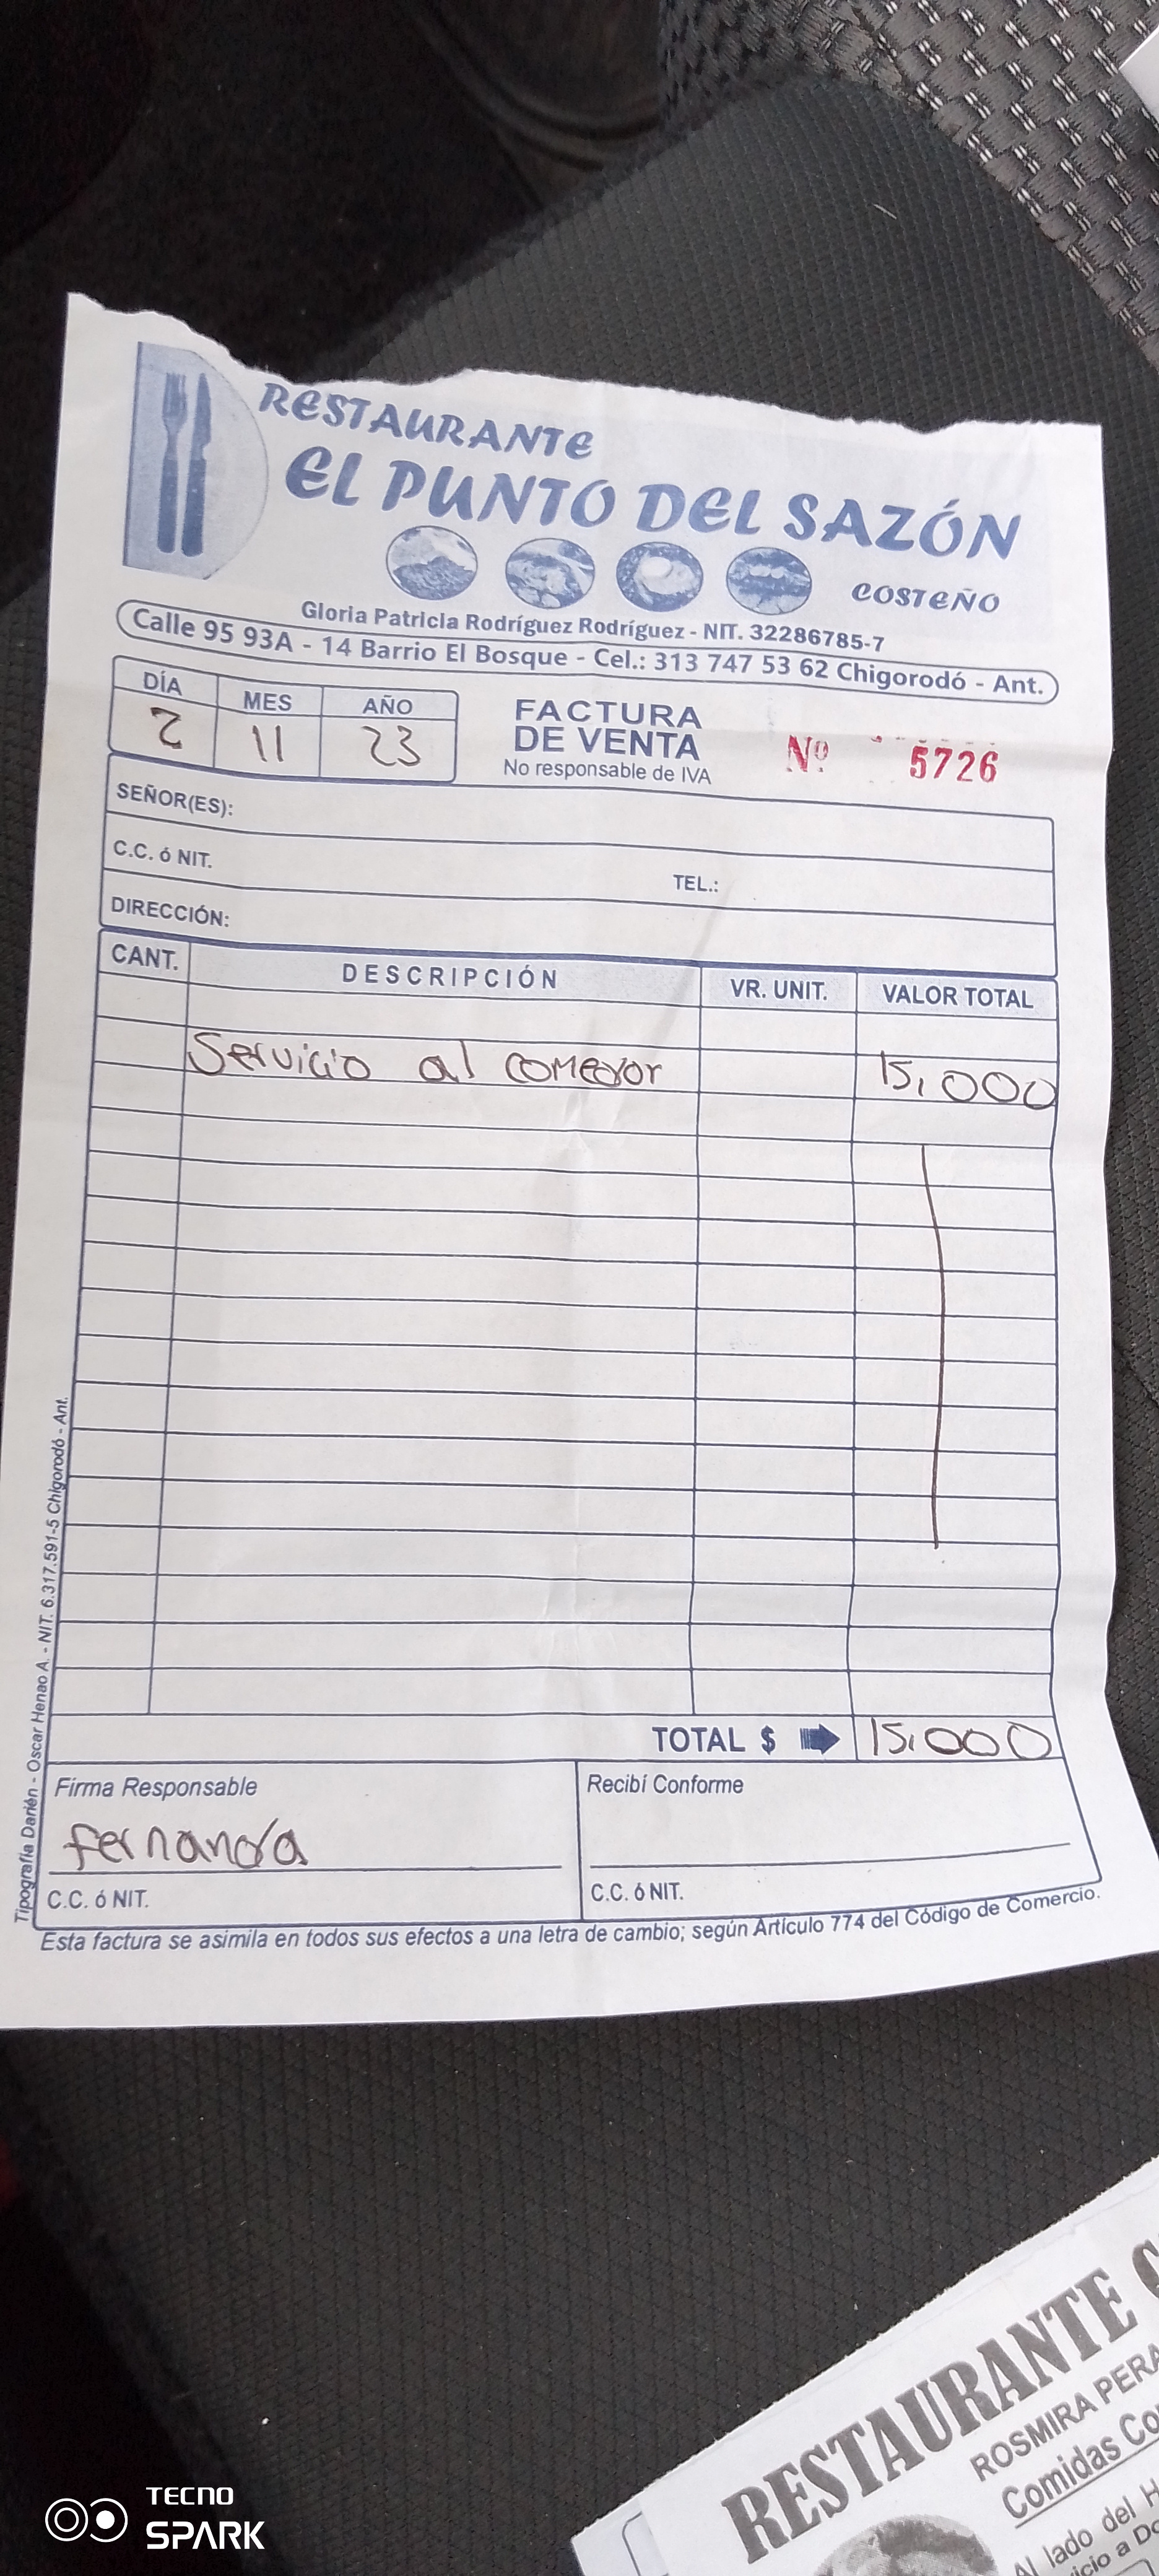 RESTAURANTE
EL PUNTO DEL SAZÓN
COSTEÑO
Gloria Patricia Rodríguez Rodríguez - NIT. 32286785-7
Calle 95 93A - 14 Barrio El Bosque - Cel.: 313 747 53 62 Chigorodó - Ant.
DÍA MES AÑO
2 11 23
FACTURA
DE VENTA
No responsable de IVA
Nº 5726
SEÑOR(ES):
C.C. ó NIT. TEL.:
DIRECCIÓN:
CANT. DESCRIPCIÓN VR. UNIT. VALOR TOTAL
Servicio al comedor 15,000
TOTAL $ 15,000
Firma Responsable Recibí Conforme
Fernanda
C.C. ó NIT. C.C. ó NIT.
Esta factura se asimila en todos sus efectos a una letra de cambio; según Artículo 774 del Código de Comercio.
Tipografía Darién - Oscar Henao A. - NIT. 6.317.591-5 Chigorodó - Ant.
RESTAURANTE
ROSMIRA
Comidas
Al lado del
a
TECNO
SPARK